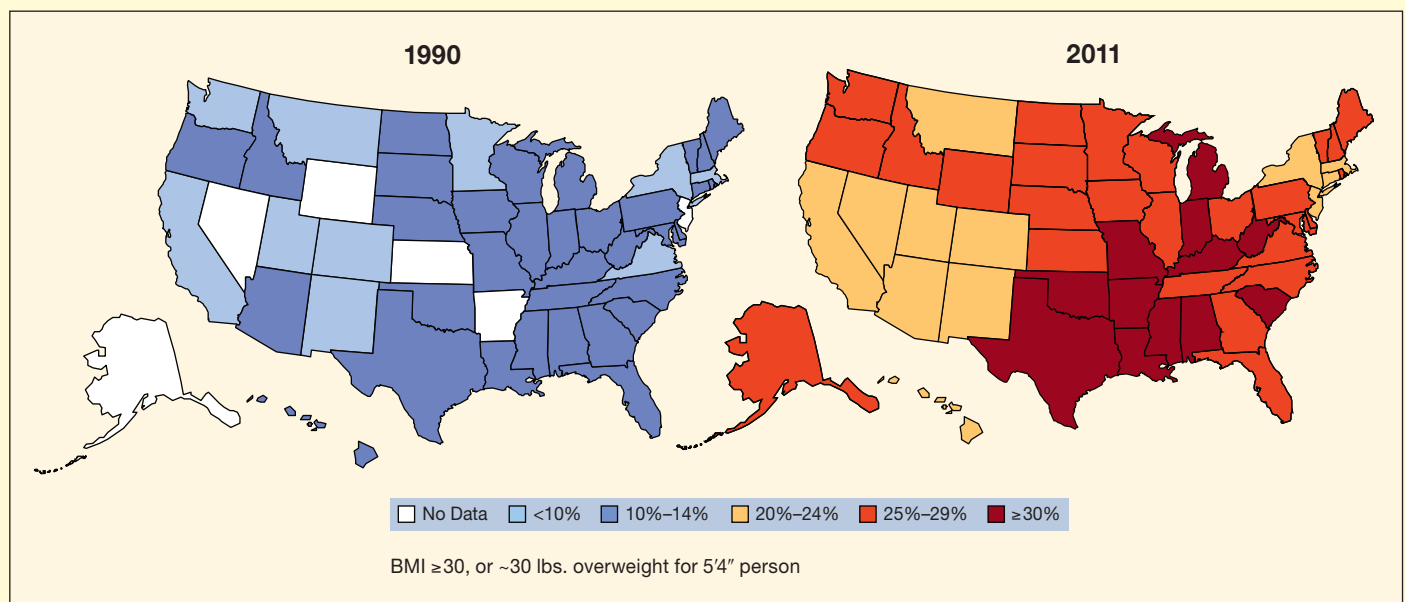 1990
2011
No Data <10% 10%–14% 20%–24% 25%–29% ≥30%
BMI ≥30, or ~30 lbs. overweight for 5′4″ person